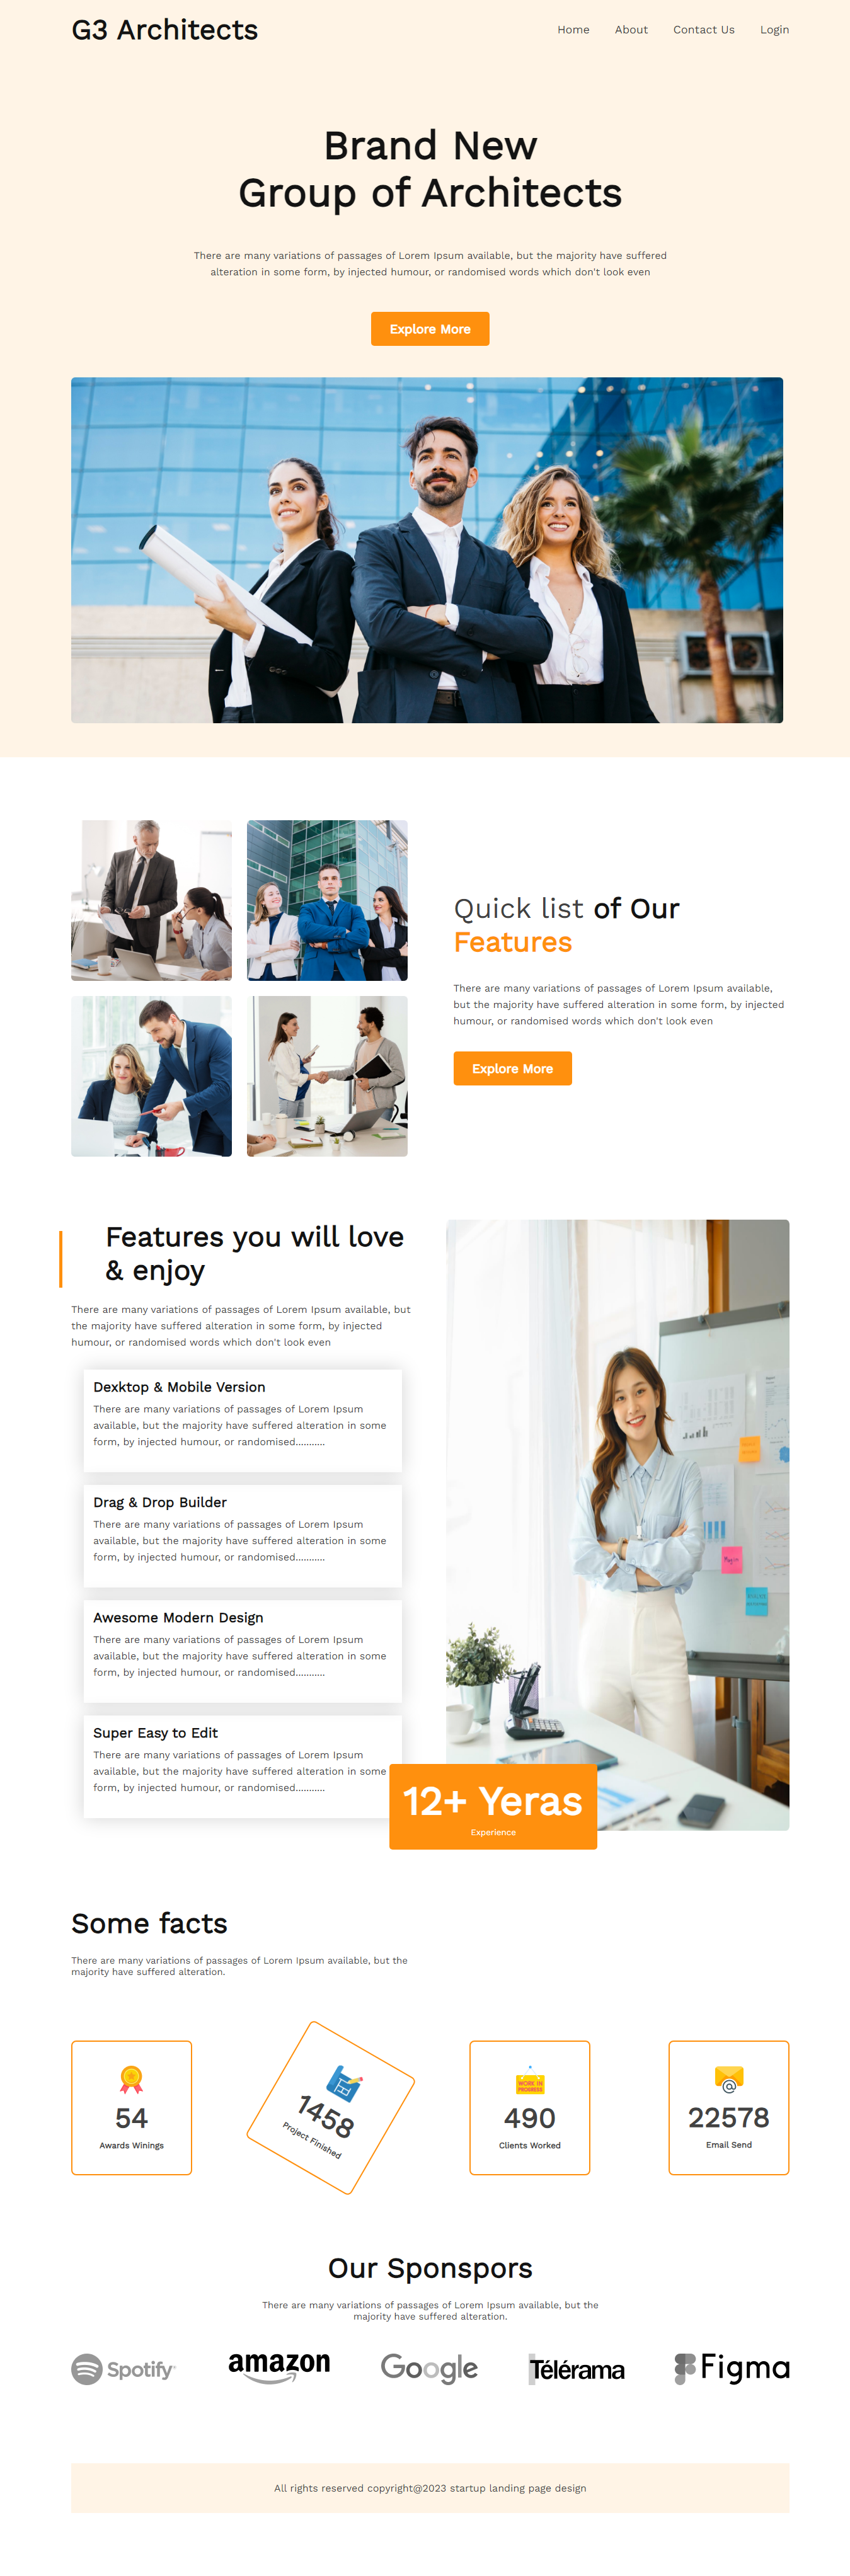 G3 Architects
Home About Contact Us Login
Brand New
Group of Architects
There are many variations of passages of Lorem Ipsum available, but the majority have suffered
alteration in some form, by injected humour, or randomised words which don't look even
Explore More
Quick list of Our
Features
There are many variations of passages of Lorem Ipsum available,
but the majority have suffered alteration in some form, by injected
humour, or randomised words which don't look even
Explore More
Features you will love
& enjoy
There are many variations of passages of Lorem Ipsum available, but
the majority have suffered alteration in some form, by injected
humour, or randomised words which don't look even
Dexktop & Mobile Version
There are many variations of passages of Lorem Ipsum
available, but the majority have suffered alteration in some
form, by injected humour, or randomised...........
Drag & Drop Builder
There are many variations of passages of Lorem Ipsum
available, but the majority have suffered alteration in some
form, by injected humour, or randomised...........
Awesome Modern Design
There are many variations of passages of Lorem Ipsum
available, but the majority have suffered alteration in some
form, by injected humour, or randomised...........
Super Easy to Edit
There are many variations of passages of Lorem Ipsum
available, but the majority have suffered alteration in some
form, by injected humour, or randomised...........
12+ Yeras
Experience
Some facts
There are many variations of passages of Lorem Ipsum available, but the
majority have suffered alteration.
54
Awards Winings
1458
Project Finished
WORK IN
PROGRESS
490
Clients Worked
@
22578
Email Send
Our Sponspors
There are many variations of passages of Lorem Ipsum available, but the
majority have suffered alteration.
Spotify
amazon
Google
Télérama
Figma
All rights reserved copyright@2023 startup landing page design